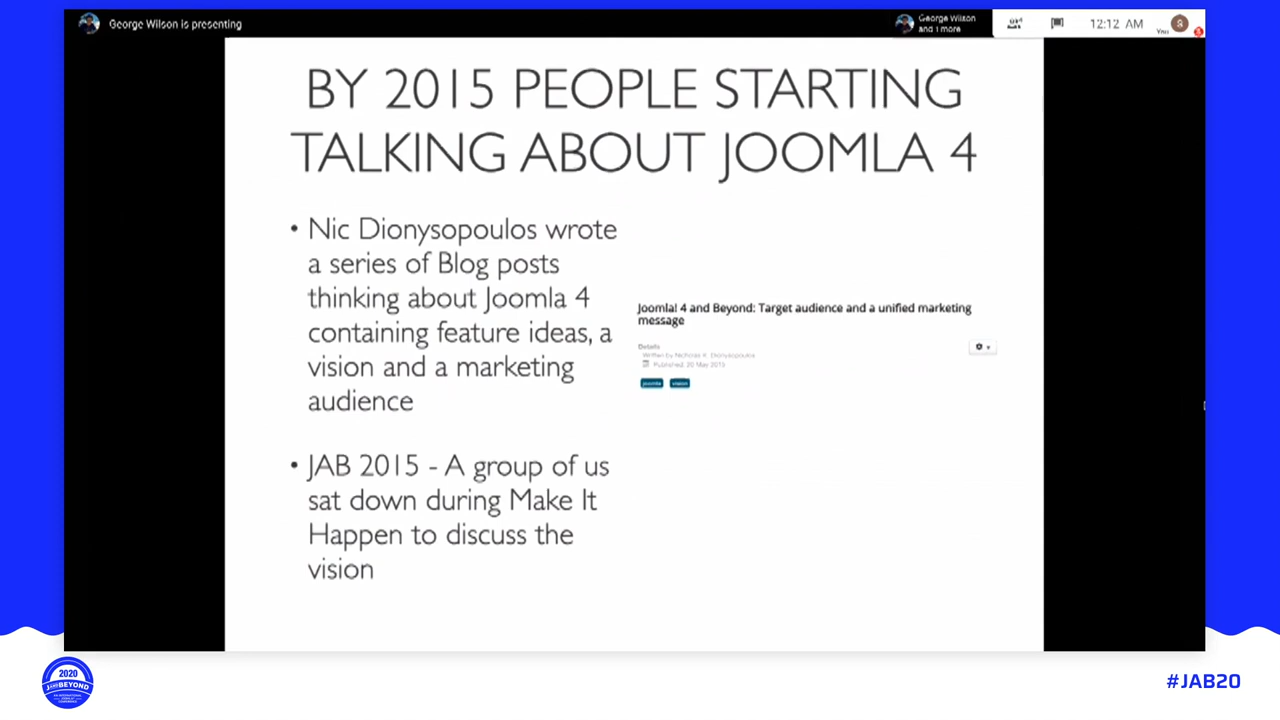 George Wilson is presenting
George Wilson
and 1 more
12:12 AM
You
S
BY 2015 PEOPLE STARTING
TALKING ABOUT JOOMLA 4
• Nic Dionysopoulos wrote
a series of Blog posts
thinking about Joomla 4
containing feature ideas, a
vision and a marketing
audience
• JAB 2015 - A group of us
sat down during Make It
Happen to discuss the
vision
Joomla! 4 and Beyond: Target audience and a unified marketing
message
Details
Written by Nicholas K. Dionysopoulos
Published: 20 May 2015
joomla vision
2020
J AND BEYOND
#JAB20